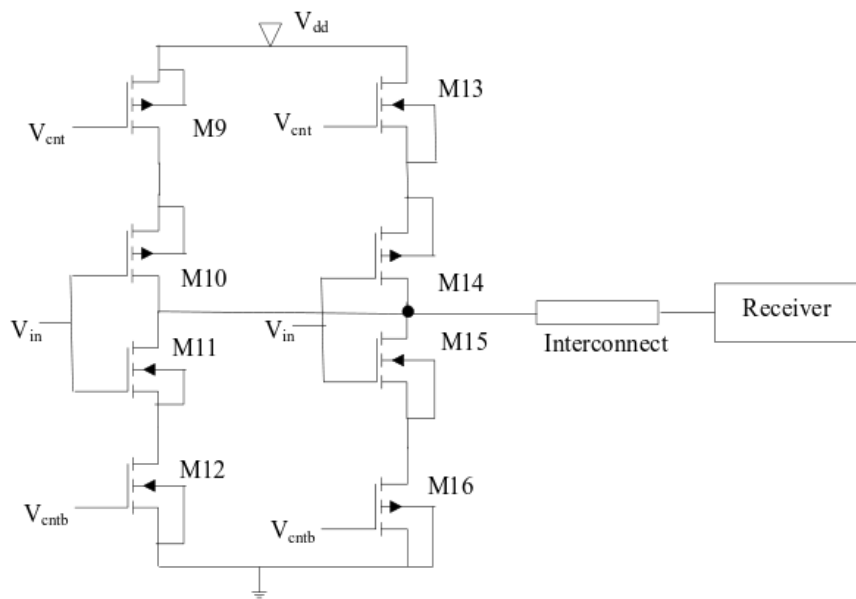 Vdd
M13
M9
Vcnt
Vcnt
M10
M14
Vin
Vin
M11
M15
Interconnect
Receiver
M12
M16
Vcntb
Vcntb